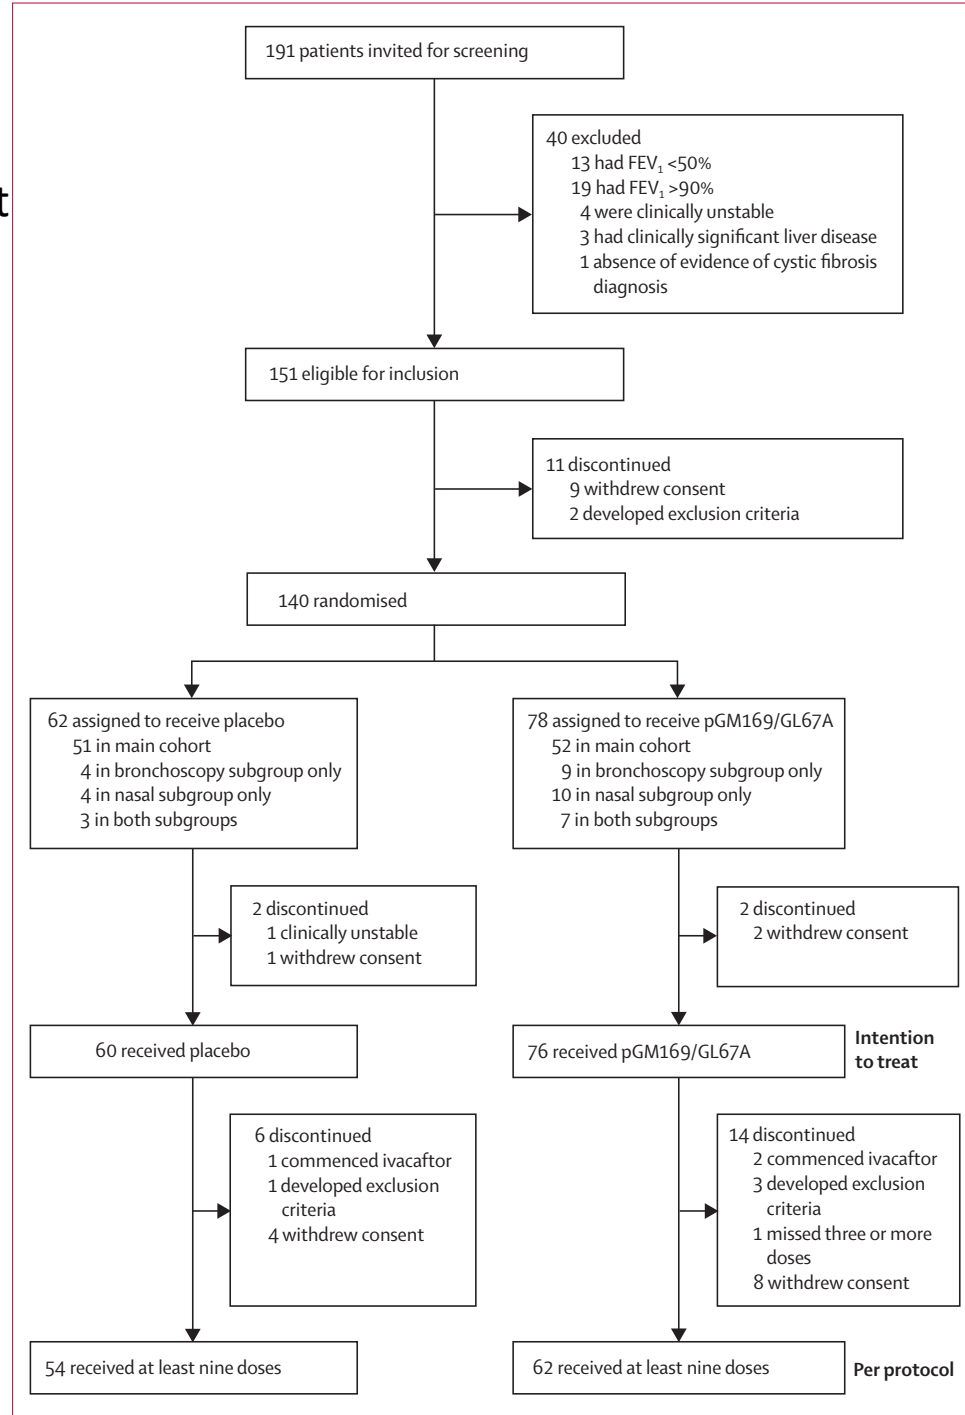 191 patients invited for screening
40 excluded
13 had FEV₁ <50%
19 had FEV₁ >90%
4 were clinically unstable
3 had clinically significant liver disease
1 absence of evidence of cystic fibrosis
diagnosis
t
151 eligible for inclusion
11 discontinued
9 withdrew consent
2 developed exclusion criteria
140 randomised
62 assigned to receive placebo
51 in main cohort
4 in bronchoscopy subgroup only
4 in nasal subgroup only
3 in both subgroups
78 assigned to receive pGM169/GL67A
52 in main cohort
9 in bronchoscopy subgroup only
10 in nasal subgroup only
7 in both subgroups
2 discontinued
1 clinically unstable
1 withdrew consent
2 discontinued
2 withdrew consent
60 received placebo
76 received pGM169/GL67A
Intention
to treat
6 discontinued
1 commenced ivacaftor
1 developed exclusion
criteria
4 withdrew consent
14 discontinued
2 commenced ivacaftor
3 developed exclusion
criteria
1 missed three or more
doses
8 withdrew consent
54 received at least nine doses
62 received at least nine doses
Per protocol